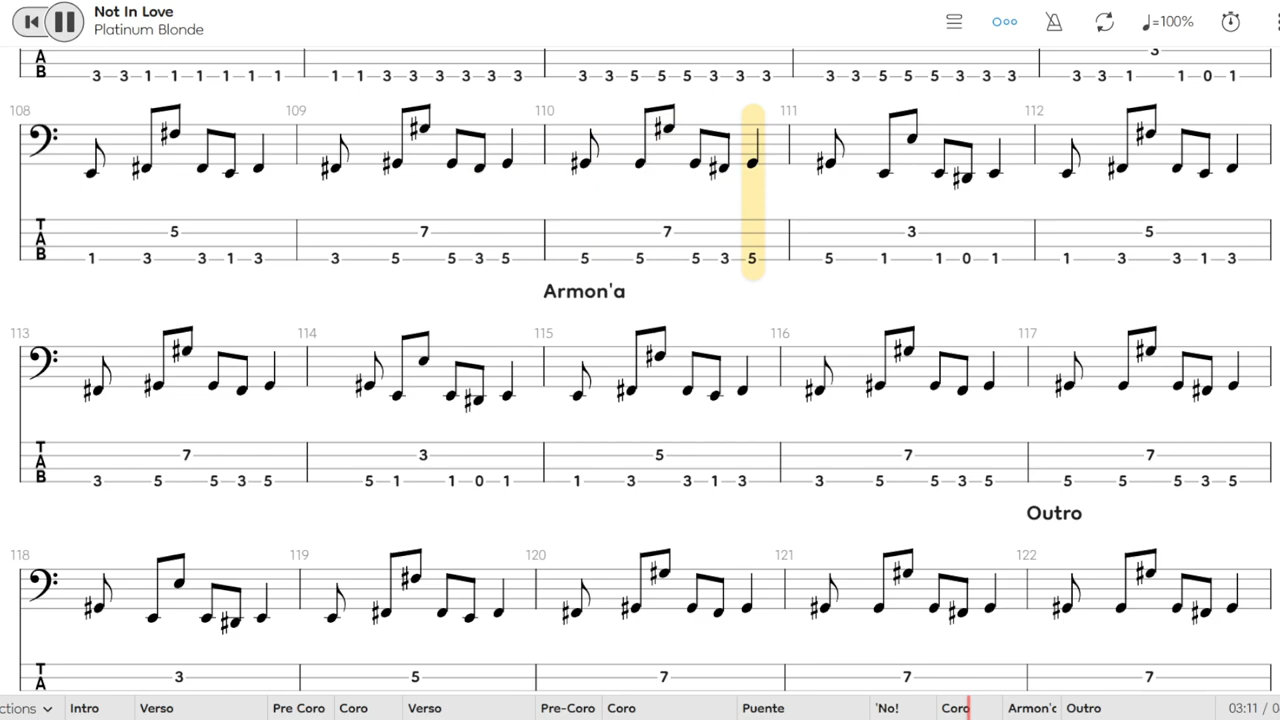 Not In Love
Platinum Blonde
=100%
3
A
B 3 3 1 1 1 1 1 1 1 1 3 3 3 3 3 3 3 3 5 5 5 3 3 3 3 3 5 5 5 3 3 3 3 3 1 1 0 1
108 109 110 111 112
T 5 7 7 3 5
A
B 1 3 3 1 3 3 5 5 3 5 5 5 5 3 5 5 1 1 0 1 1 3 3 1 3
Armon'a
113 114 115 116 117
T 7 3 5 7 7
A
B 3 5 5 3 5 5 1 1 0 1 1 3 3 1 3 3 5 5 3 5 5 5 5 3 5
Outro
118 119 120 121 122
T 3 5 7 7 7
A
ctions Intro Verso Pre Coro Coro Verso Pre-Coro Coro Puente 'No! Coro Armon'c Outro 03:11 / 0